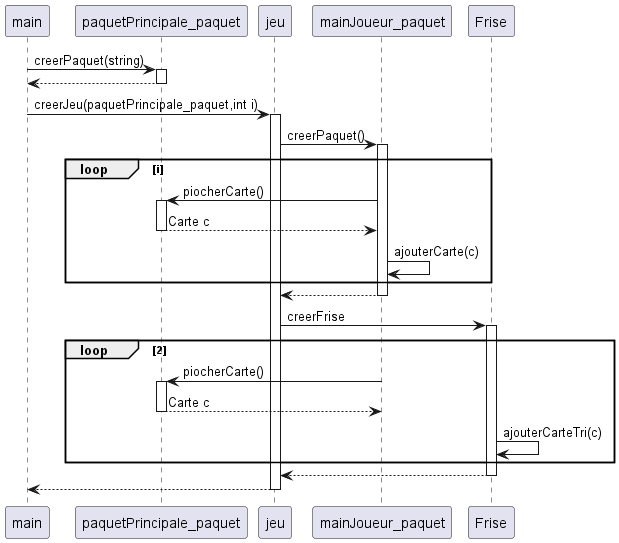 main paquetPrincipale_paquet jeu mainJoueur_paquet Frise
creerPaquet(string)
creerJeu(paquetPrincipale_paquet,int i)
creerPaquet()
loop [i]
piocherCarte()
Carte c
ajouterCarte(c)
creerFrise
loop [2]
piocherCarte()
Carte c
ajouterCarteTri(c)
main paquetPrincipale_paquet jeu mainJoueur_paquet Frise